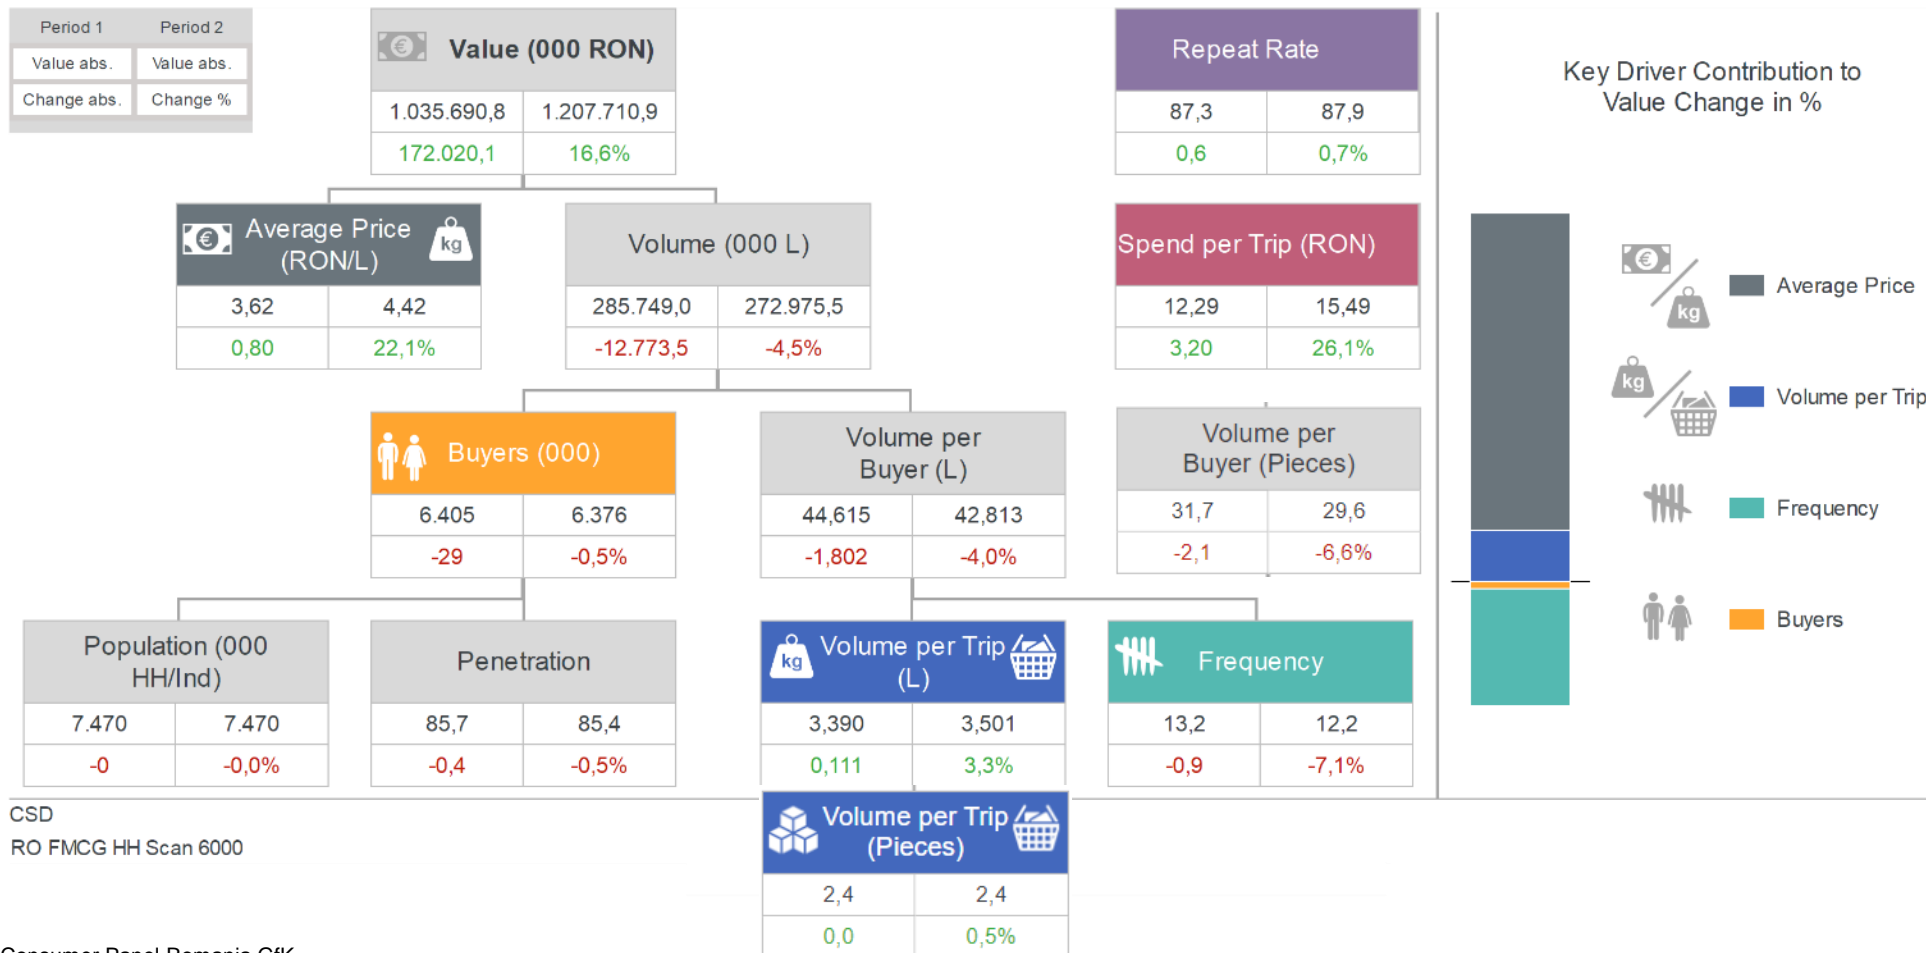 Period 1 Period 2
Value abs. Value abs.
Change abs. Change %
Value (000 RON)
1.035.690,8 1.207.710,9
172.020,1 16,6%
Repeat Rate
87,3 87,9
0,6 0,7%
Key Driver Contribution to
Value Change in %
Average Price
(RON/L)
kg
3,62 4,42
0,80 22,1%
Volume (000 L)
285.749,0 272.975,5
-12.773,5 -4,5%
Spend per Trip (RON)
12,29 15,49
3,20 26,1%
kg
Average Price
kg
Volume per Trip
Frequency
Buyers
Buyers (000)
6.405 6.376
-29 -0,5%
Volume per
Buyer (L)
44,615 42,813
-1,802 -4,0%
Volume per
Buyer (Pieces)
31,7 29,6
-2,1 -6,6%
Population (000
HH/Ind)
7.470 7.470
-0 -0,0%
Penetration
85,7 85,4
-0,4 -0,5%
kg
Volume per Trip
(L)
3,390 3,501
0,111 3,3%
Frequency
13,2 12,2
-0,9 -7,1%
CSD
RO FMCG HH Scan 6000
Volume per Trip
(Pieces)
2,4 2,4
0,0 0,5%
Consumer Panel Romania GfK